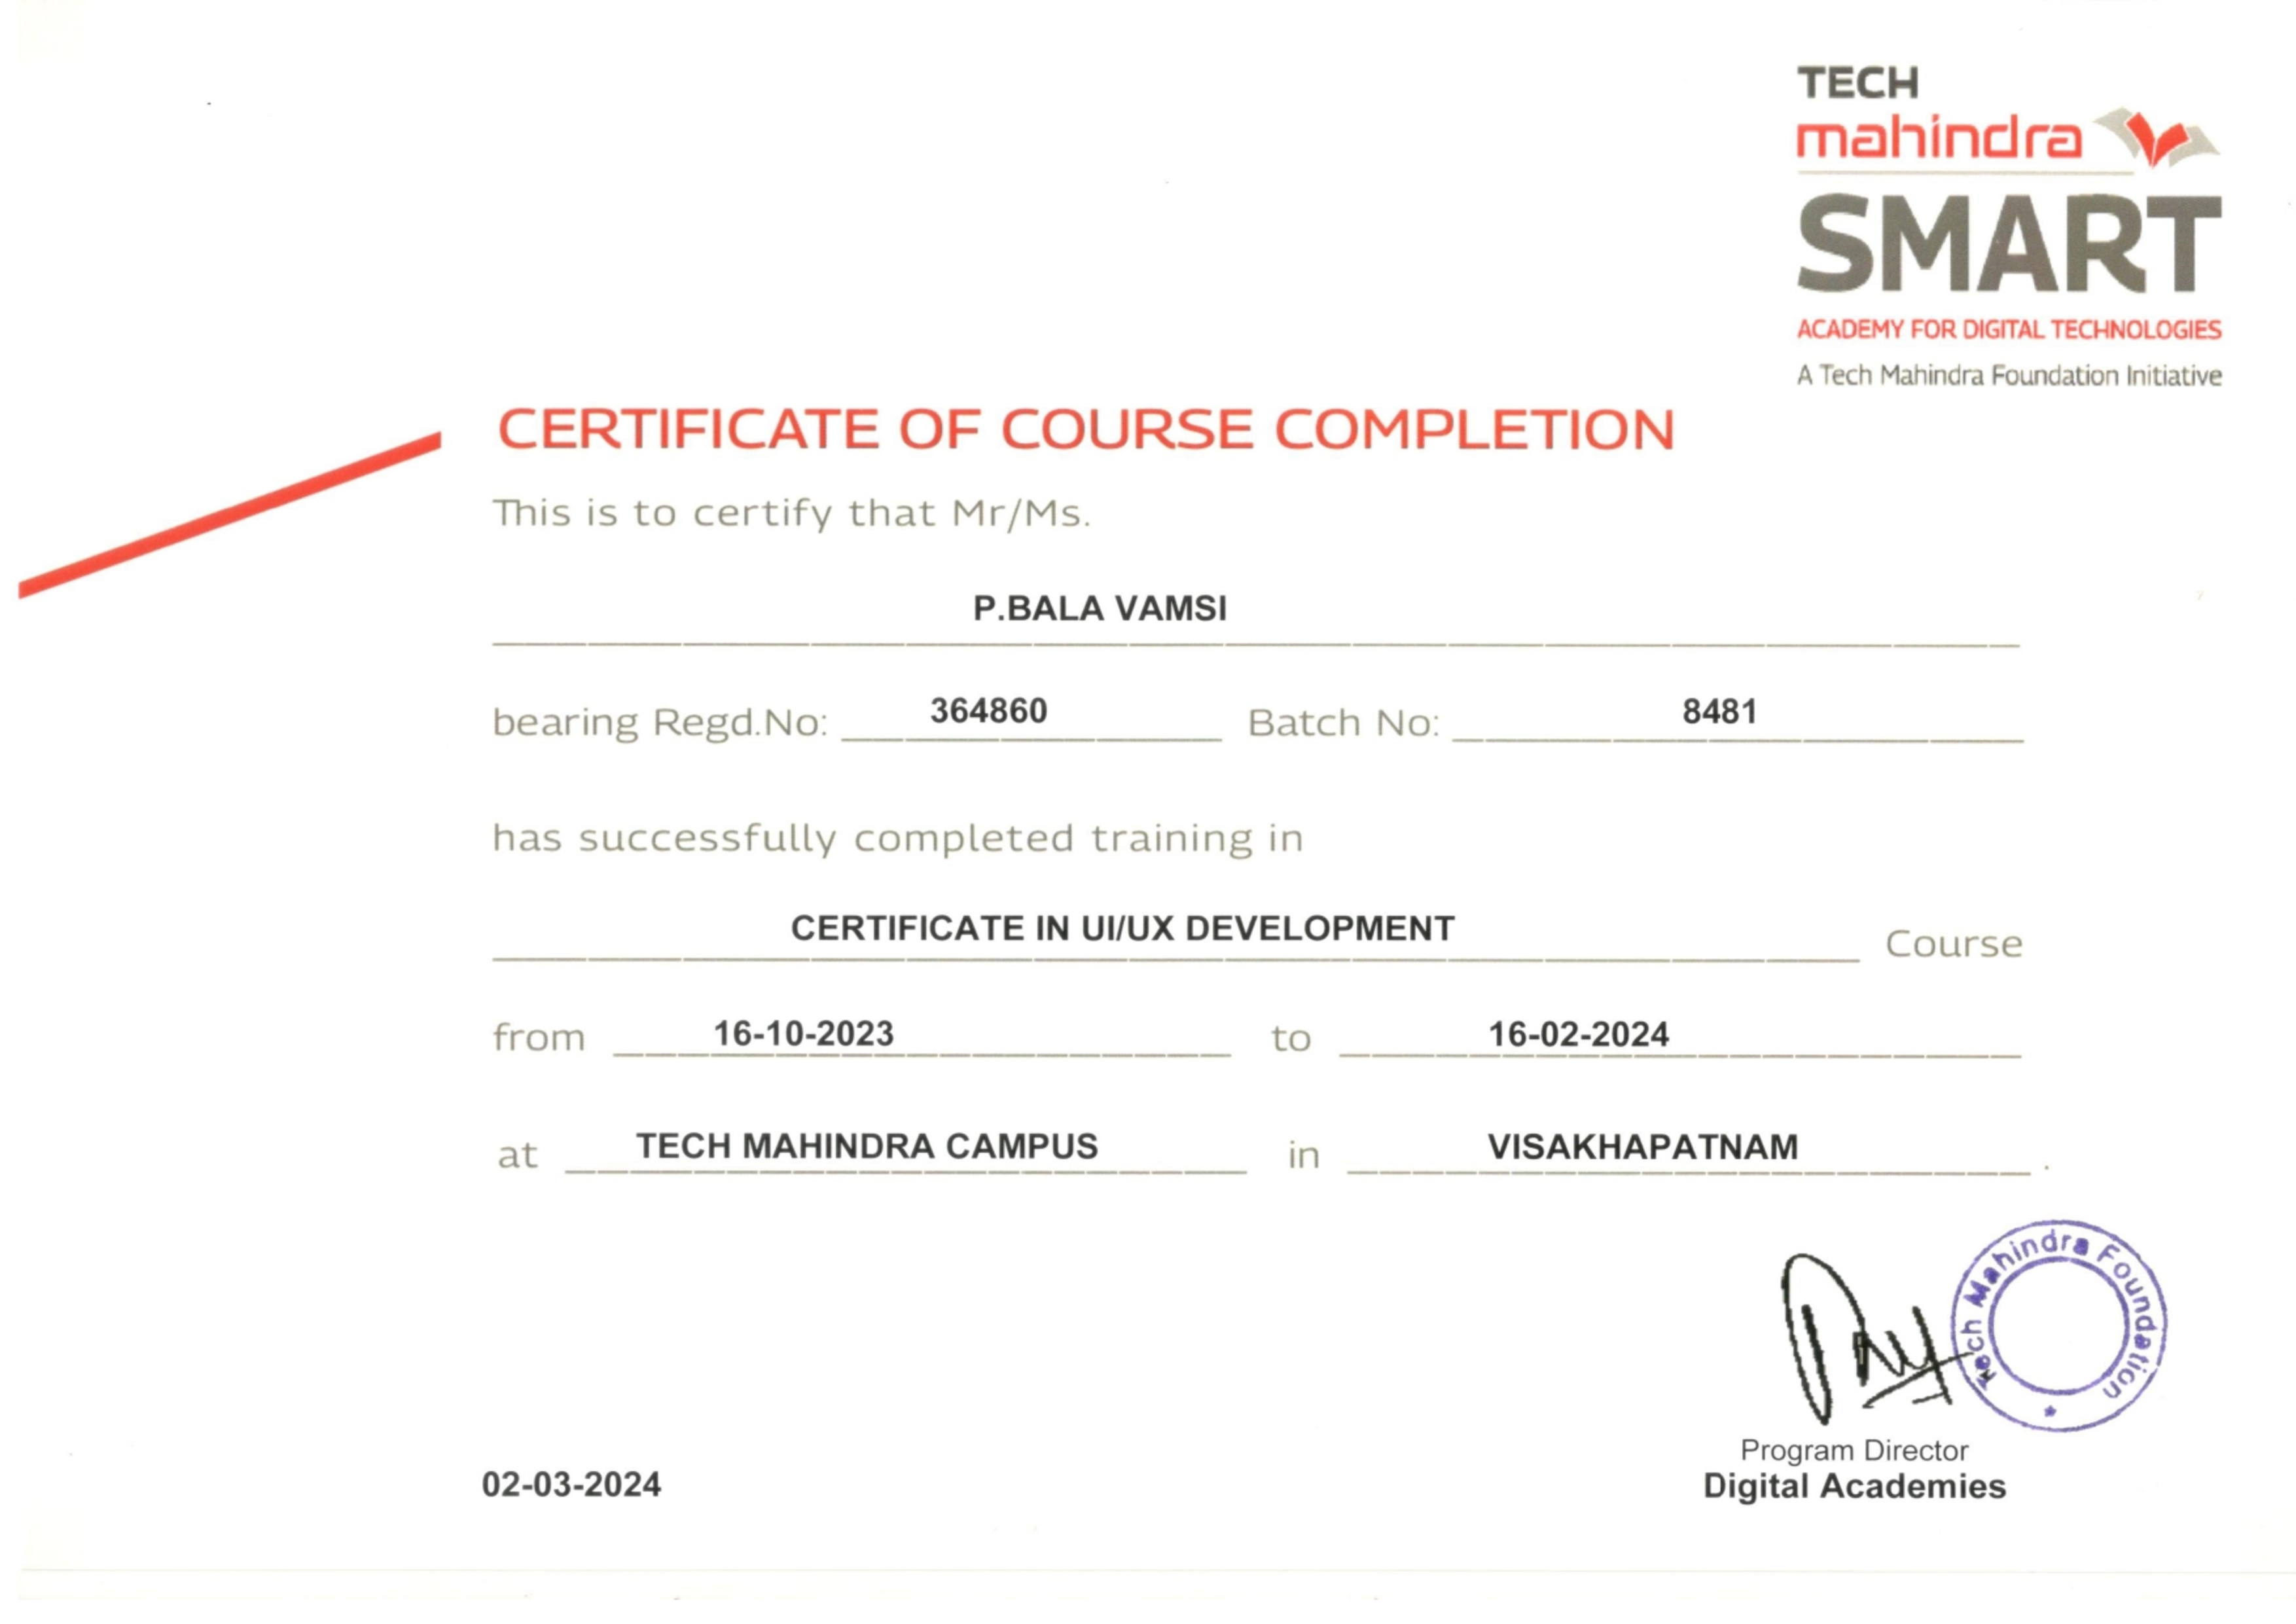 TECH
mahindra
SMART
ACADEMY FOR DIGITAL TECHNOLOGIES
A Tech Mahindra Foundation Initiative
CERTIFICATE OF COURSE COMPLETION
This is to certify that Mr/Ms.
P.BALA VAMSI
bearing Regd.No: 364860 Batch No: 8481
has successfully completed training in
CERTIFICATE IN UI/UX DEVELOPMENT Course
from 16-10-2023 to 16-02-2024
at TECH MAHINDRA CAMPUS in VISAKHAPATNAM .
Tech Mahindra Foundation
Program Director
Digital Academies
02-03-2024